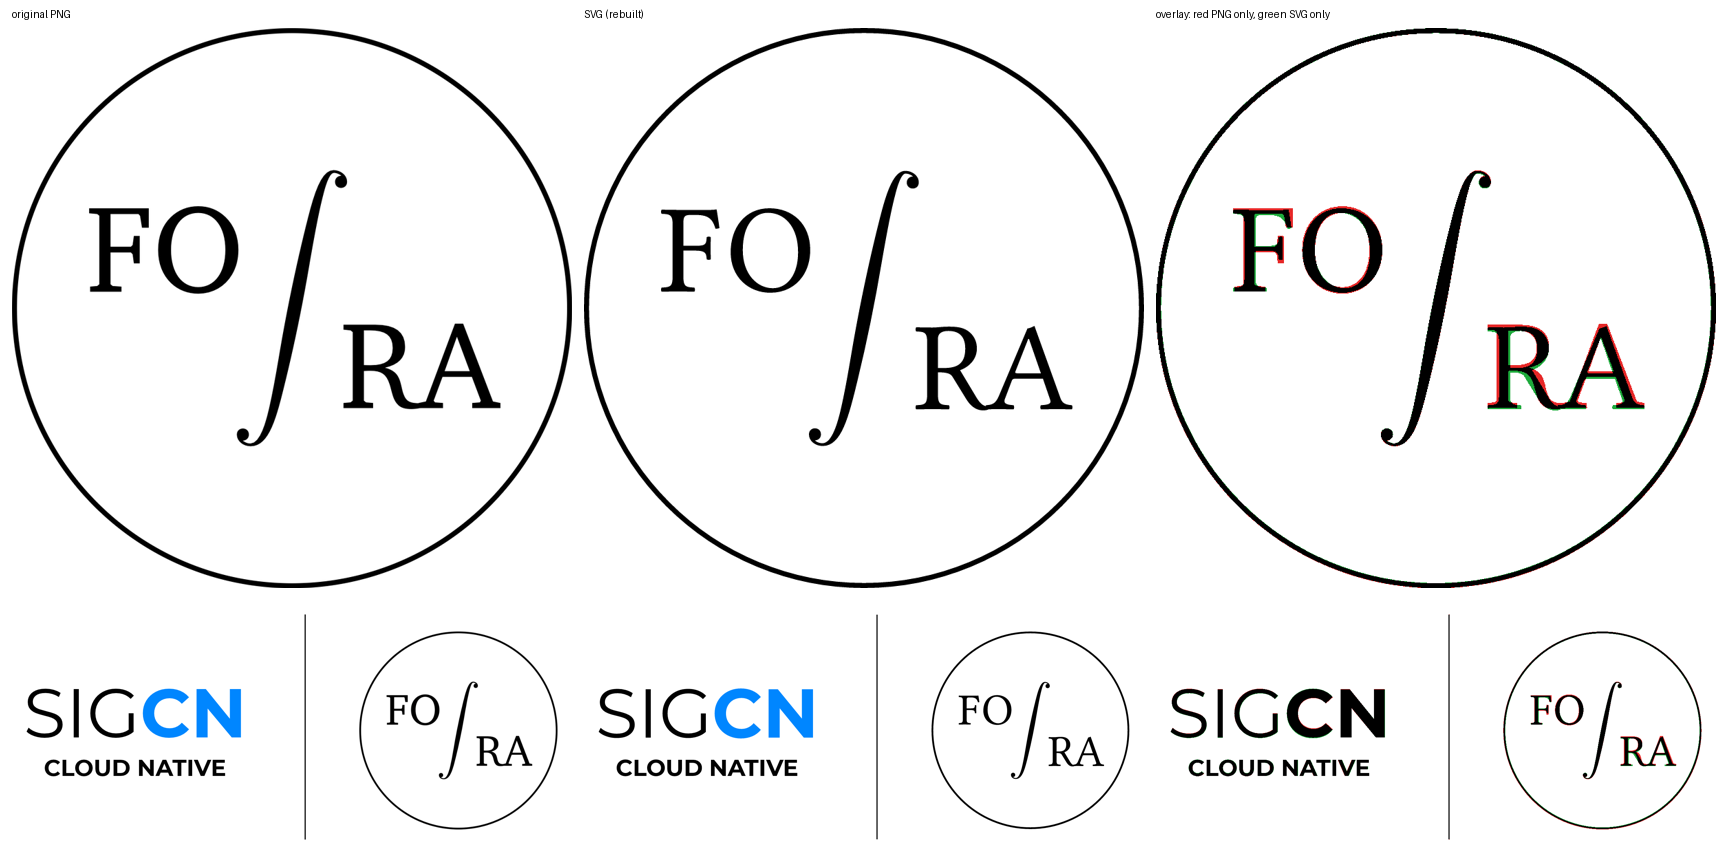 original PNG
SVG (rebuilt)
overlay: red PNG only, green SVG only
FO∫RA
FO∫RA
FO∫RA
SIGCN
CLOUD NATIVE
FO∫RA
SIGCN
CLOUD NATIVE
FO∫RA
SIGCN
CLOUD NATIVE
FO∫RA